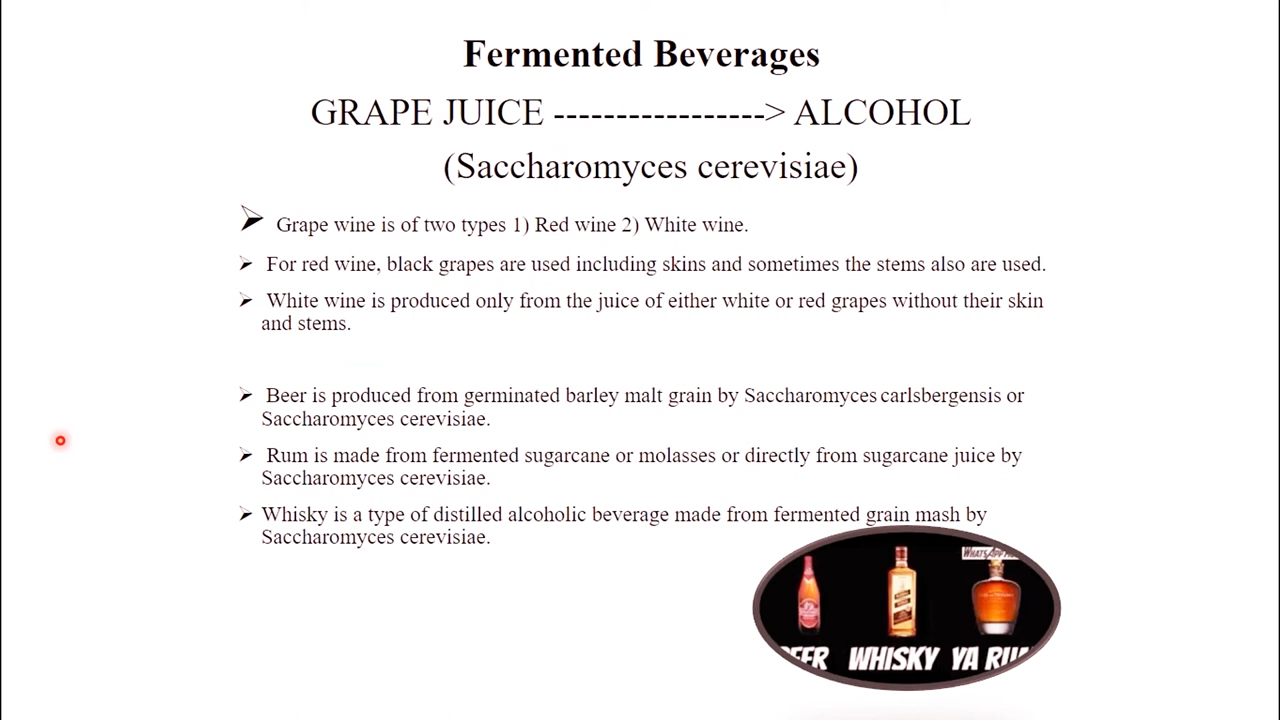 Fermented Beverages
GRAPE JUICE -----------------> ALCOHOL
(Saccharomyces cerevisiae)
➢ Grape wine is of two types 1) Red wine 2) White wine.
➢ For red wine, black grapes are used including skins and sometimes the stems also are used.
➢ White wine is produced only from the juice of either white or red grapes without their skin
and stems.
➢ Beer is produced from germinated barley malt grain by Saccharomyces carlsbergensis or
Saccharomyces cerevisiae.
➢ Rum is made from fermented sugarcane or molasses or directly from sugarcane juice by
Saccharomyces cerevisiae.
➢ Whisky is a type of distilled alcoholic beverage made from fermented grain mash by
Saccharomyces cerevisiae.
WHATSAPP
WHISKY YA